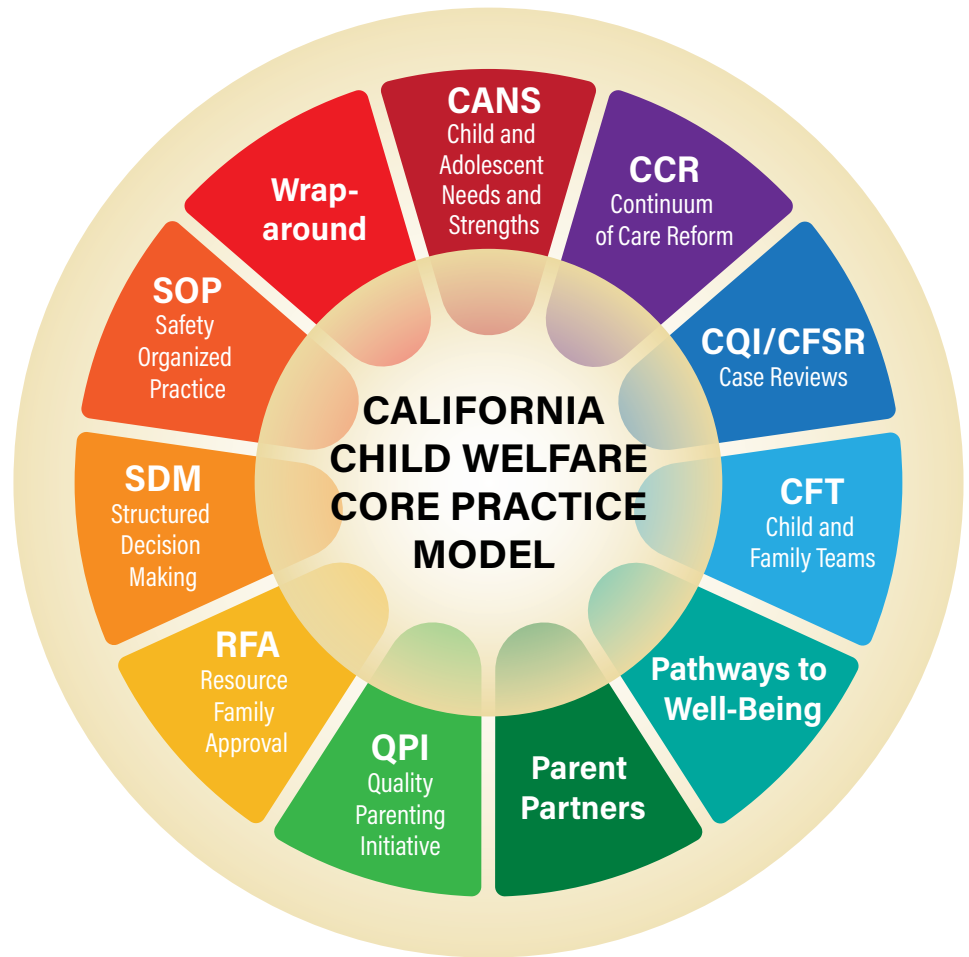 CANS
Child and
Adolescent
Needs and
Strengths
CCR
Continuum
of Care Reform
CQI/CFSR
Case Reviews
CFT
Child and
Family Teams
Pathways to
Well-Being
Parent
Partners
QPI
Quality
Parenting
Initiative
RFA
Resource
Family
Approval
SDM
Structured
Decision
Making
SOP
Safety
Organized
Practice
Wrap-
around
CALIFORNIA
CHILD WELFARE
CORE PRACTICE
MODEL